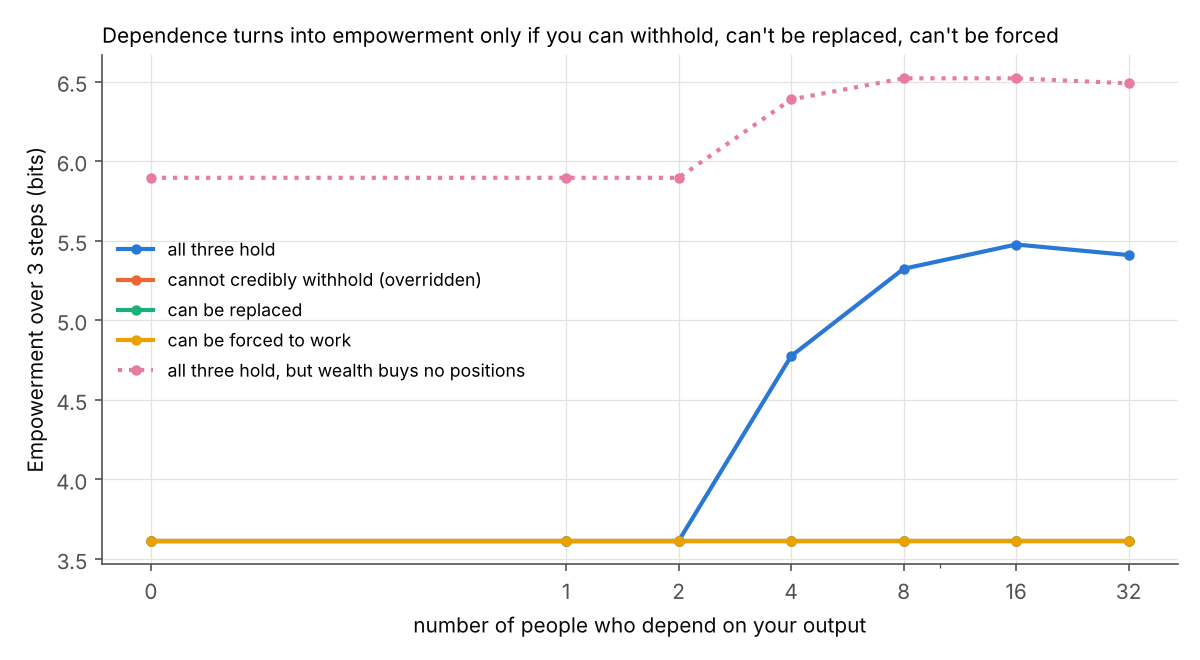 Dependence turns into empowerment only if you can withhold, can't be replaced, can't be forced
Empowerment over 3 steps (bits)
6.5
6.0
5.5
5.0
4.5
4.0
3.5
all three hold
cannot credibly withhold (overridden)
can be replaced
can be forced to work
all three hold, but wealth buys no positions
0 1 2 4 8 16 32
number of people who depend on your output